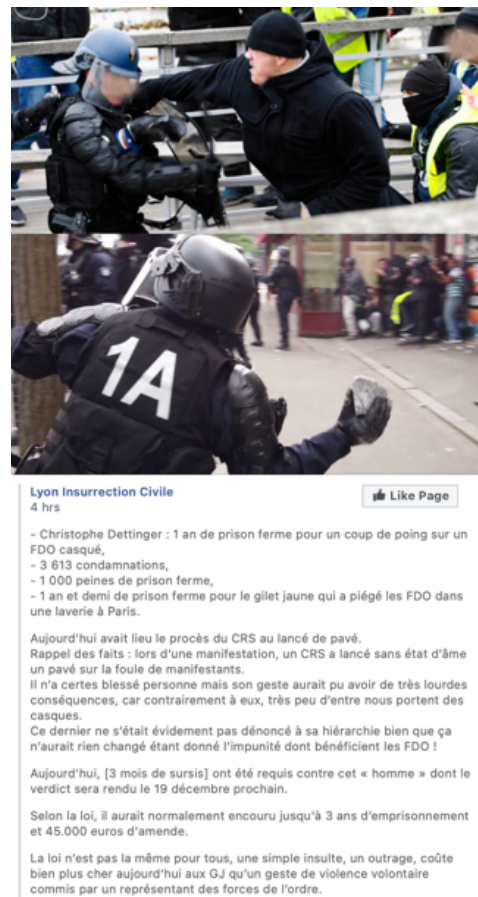 1A
Lyon Insurrection Civile
Like Page
4 hrs
- Christophe Dettinger : 1 an de prison ferme pour un coup de poing sur un
FDO casqué,
- 3 613 condamnations,
- 1 000 peines de prison ferme,
- 1 an et demi de prison ferme pour le gilet jaune qui a piégé les FDO dans
une laverie à Paris.
Aujourd'hui avait lieu le procès du CRS au lancé de pavé.
Rappel des faits : lors d'une manifestation, un CRS a lancé sans état d'âme
un pavé sur la foule de manifestants.
Il n'a certes blessé personne mais son geste aurait pu avoir de très lourdes
conséquences, car contrairement à eux, très peu d'entre nous portent des
casques.
Ce dernier ne s'était évidement pas dénoncé à sa hiérarchie bien que ça
n'aurait rien changé étant donné l'impunité dont bénéficient les FDO !
Aujourd'hui, [3 mois de sursis] ont été requis contre cet « homme » dont le
verdict sera rendu le 19 décembre prochain.
Selon la loi, il aurait normalement encouru jusqu'à 3 ans d'emprisonnement
et 45.000 euros d'amende.
La loi n'est pas la même pour tous, une simple insulte, un outrage, coûte
bien plus cher aujourd'hui aux GJ qu'un geste de violence volontaire
commis par un représentant des forces de l'ordre.